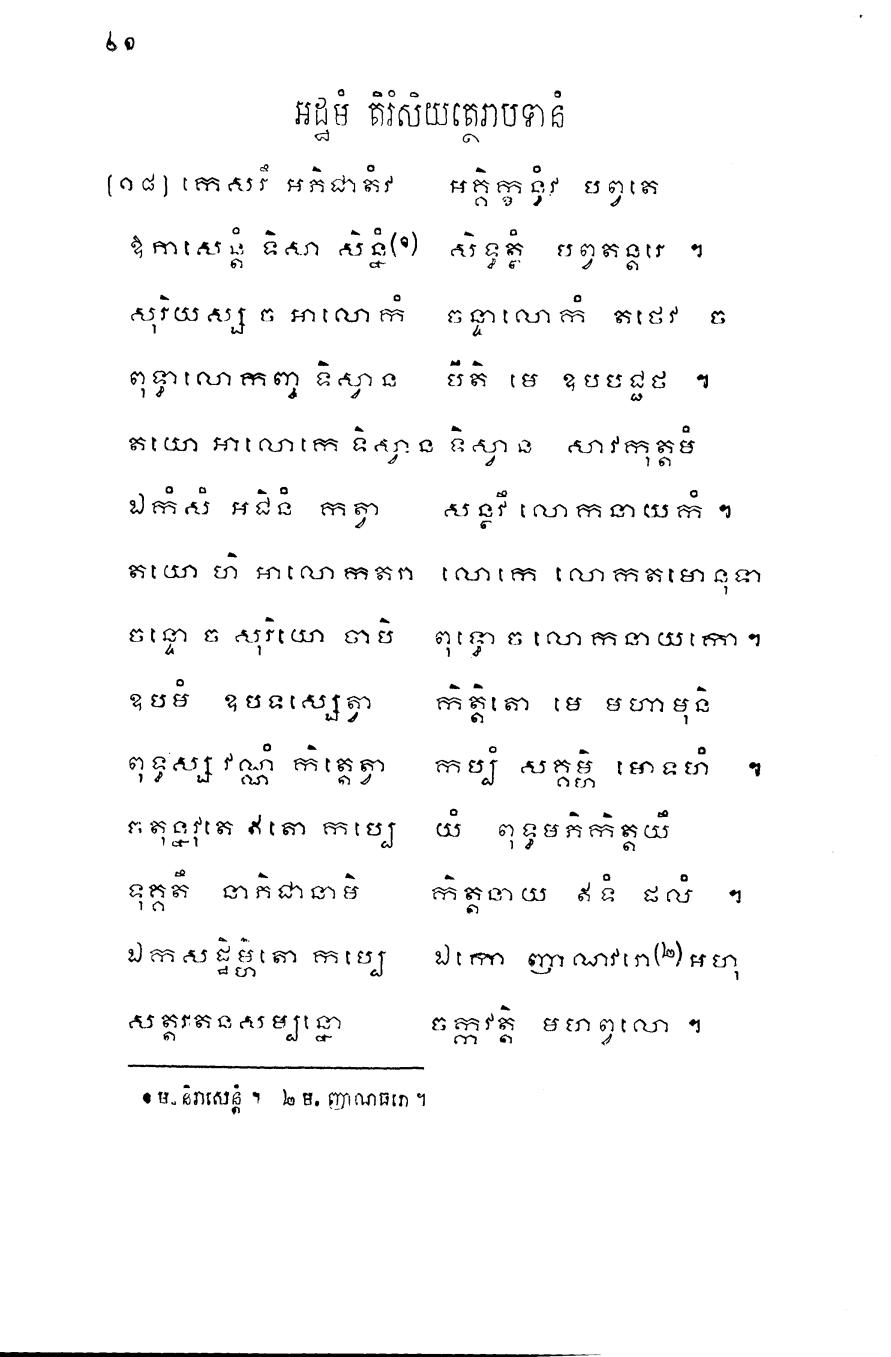 ៤១
អដ្ឋមំ តិរំសិយត្ថេរាបទានំ
[១៨] កេសរឹ អភិជាតំវ អគ្គិក្ខន្ធំវ បព្វតេ
ឱកាសេន្តំ ទិសា សិន្នំ(១) សិទ្ធត្ថំ បព្វតន្តរេ ។
សុរិយស្ស ច អាលោកំ ចន្ទាលោកំ តថេវ ច
ពុទ្ធាលោកញ្ច ទិស្វាន បីតិ មេ ឧបបជ្ជថ ។
តយោ អាលោកេ ទិស្វាន ទិស្វាន សាវកុត្តមំ
ឯកំសំ អជិនំ កត្វា សន្ថវឹ លោកនាយកំ ។
តយោ ហិ អាលោកតរា លោកេ លោកតមោនុទា
ចន្ទោ ច សុរិយោ ចាបិ ពុទ្ធោ ច លោកនាយកោ ។
ឧបមំ ឧបទស្សេត្វា កិត្តិតោ មេ មហាមុនិ
ពុទ្ធស្ស វណ្ណំ កិត្តេត្វា កប្បំ សគ្គម្ហិ មោទហំ ។
ចតុន្នវុតេ ឥតោ កប្បេ យំ ពុទ្ធមភិកិត្តយឹ
ទុគ្គតឹ នាភិជានាមិ កិត្តនាយ ឥទំ ផលំ ។
ឯកសដ្ឋិម្ហិតោ កប្បេ ឯកោ ញាណវរោ(២) អហុ
សត្តរតនសម្បន្នោ ចក្កវត្តិ មហព្វលោ ។
១ ម. និរាសេន្តំ ។ ២ ម. ញាណធរោ ។